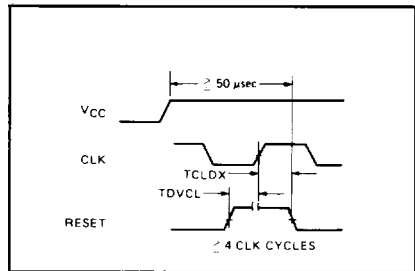 ≥ 50 μsec
VCC
CLK
TCLDX
TDVCL
RESET
≥ 4 CLK CYCLES